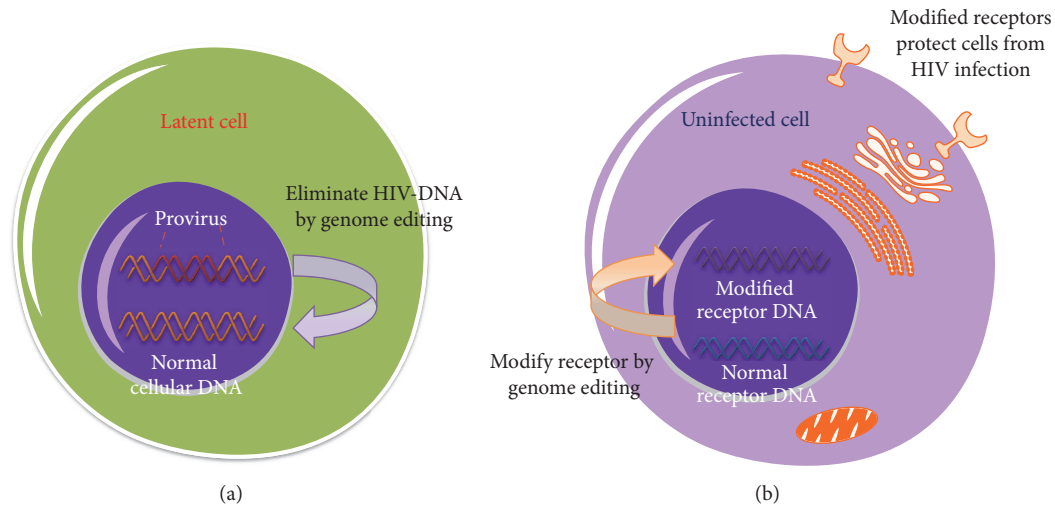 Latent cell
Eliminate HIV-DNA
by genome editing
Provirus
Normal
cellular DNA
(a)
Modified receptors
protect cells from
HIV infection
Uninfected cell
Modified
receptor DNA
Modify receptor by
genome editing
Normal
receptor DNA
(b)